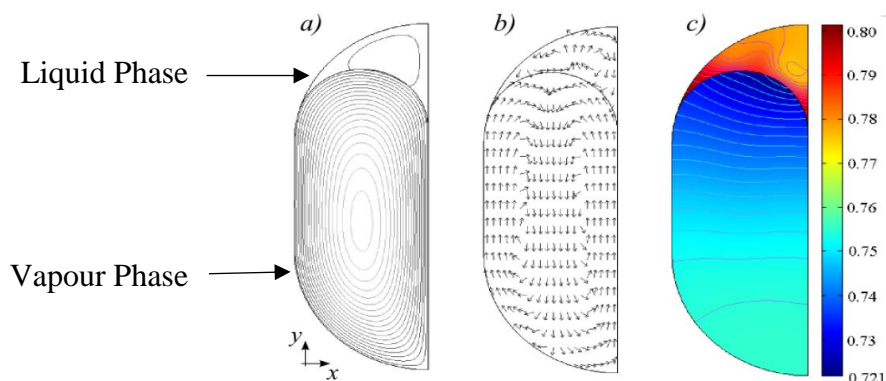 a)
b)
c)
Liquid Phase
Vapour Phase
y
x
0.80
0.79
0.78
0.77
0.76
0.75
0.74
0.73
0.721